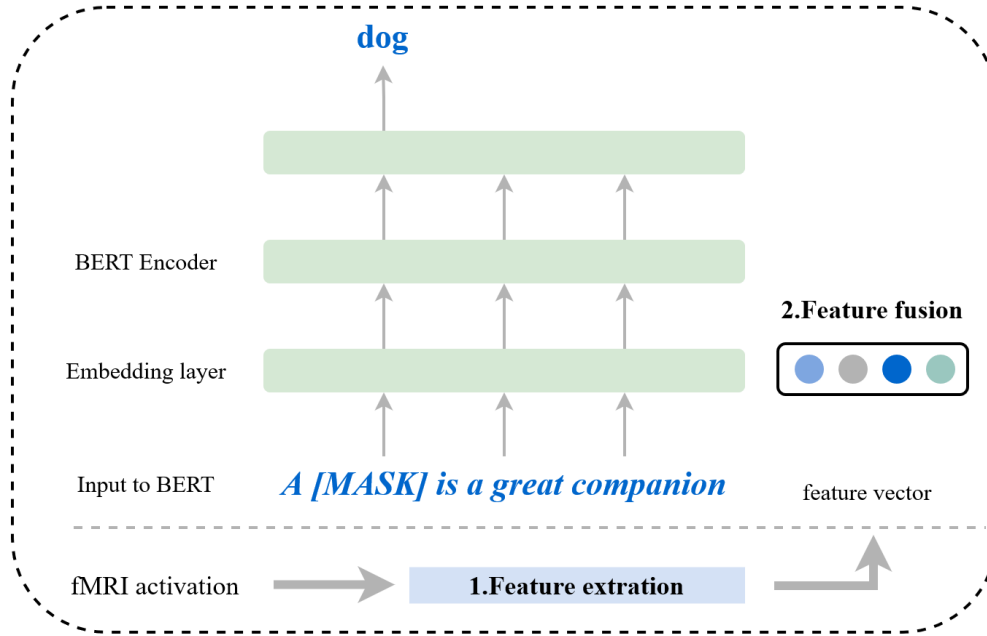 dog
BERT Encoder
2.Feature fusion
Embedding layer
Input to BERT
A [MASK] is a great companion
feature vector
fMRI activation
1.Feature extration